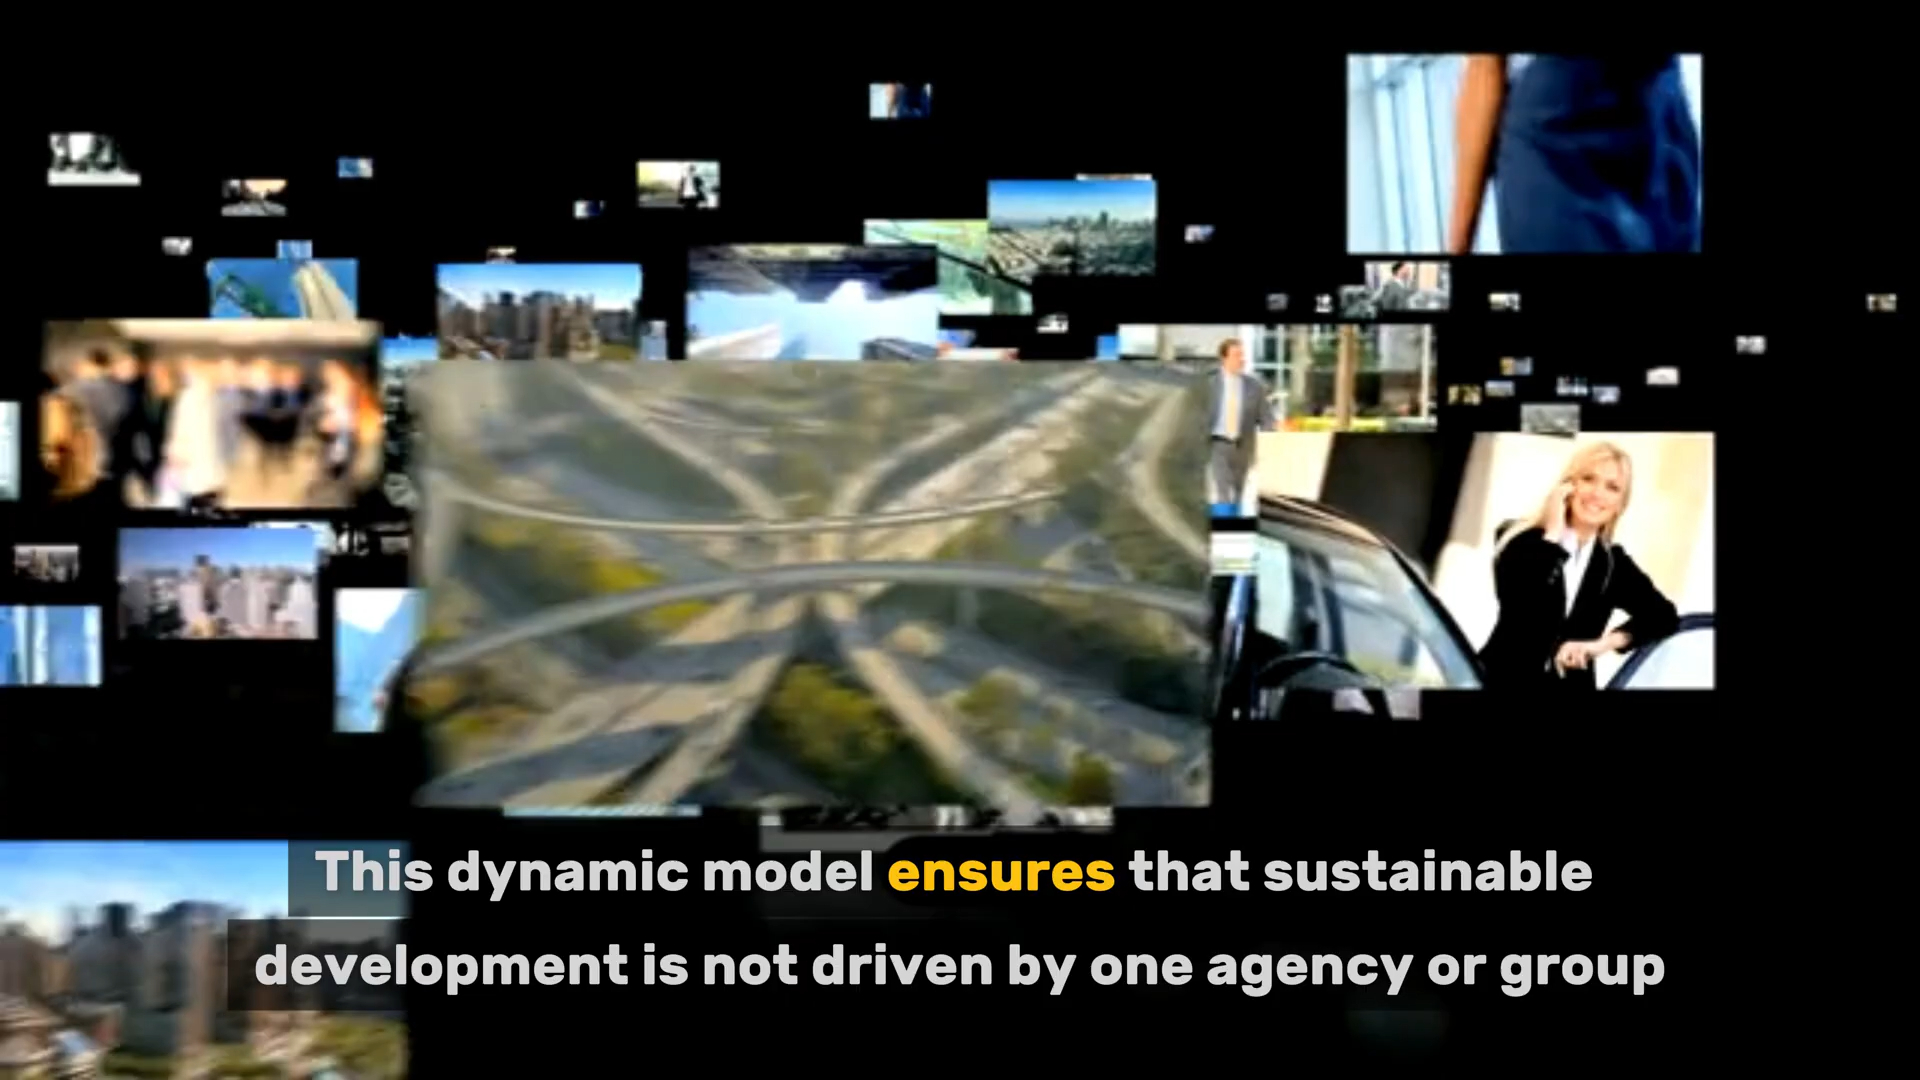 This dynamic model ensures that sustainable
development is not driven by one agency or group